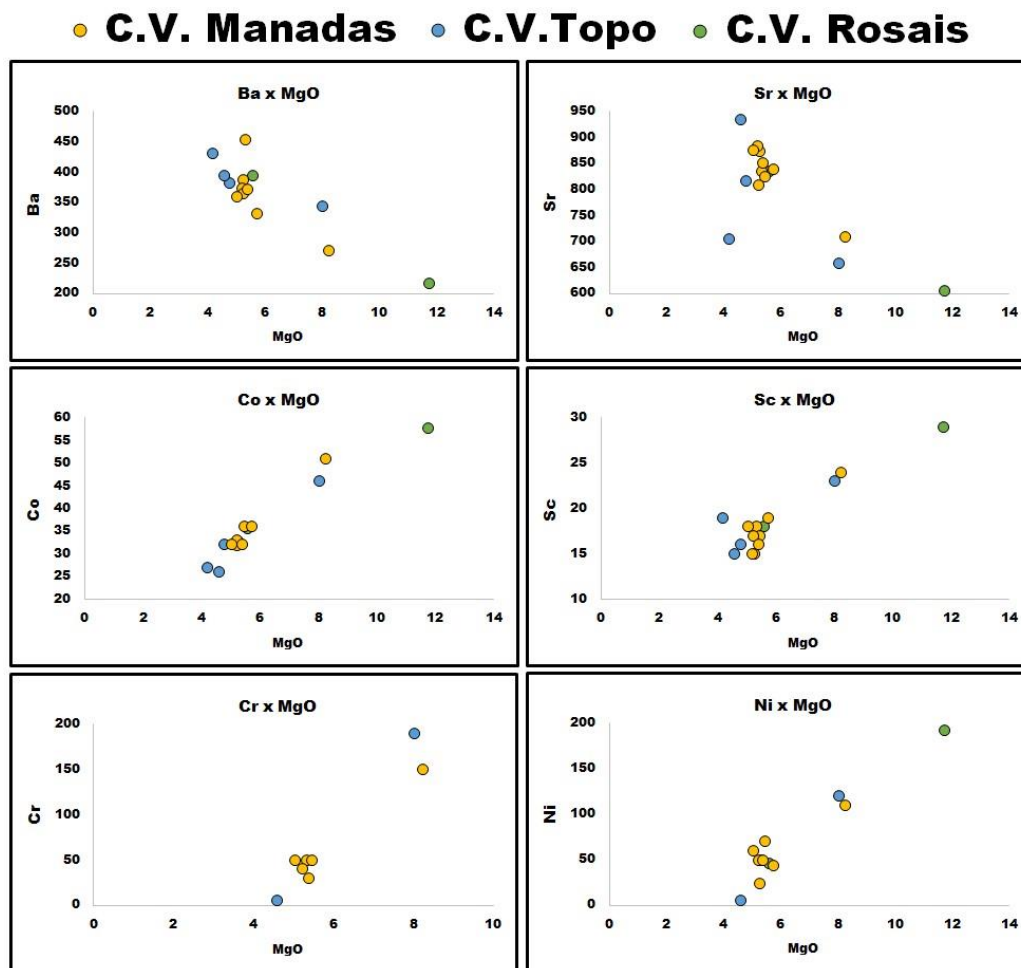 C.V. Manadas C.V.Topo C.V. Rosais
Ba x MgO
500
450
400
350
300
250
200
Ba
0 2 4 6 8 10 12 14
MgO
Sr x MgO
950
900
850
800
750
700
650
600
Sr
0 2 4 6 8 10 12 14
MgO
Co x MgO
60
55
50
45
40
35
30
25
20
Co
0 2 4 6 8 10 12 14
MgO
Sc x MgO
30
25
20
15
10
Sc
0 2 4 6 8 10 12 14
MgO
Cr x MgO
200
150
100
50
0
Cr
0 2 4 6 8 10
MgO
Ni x MgO
200
150
100
50
0
Ni
0 2 4 6 8 10 12 14
MgO